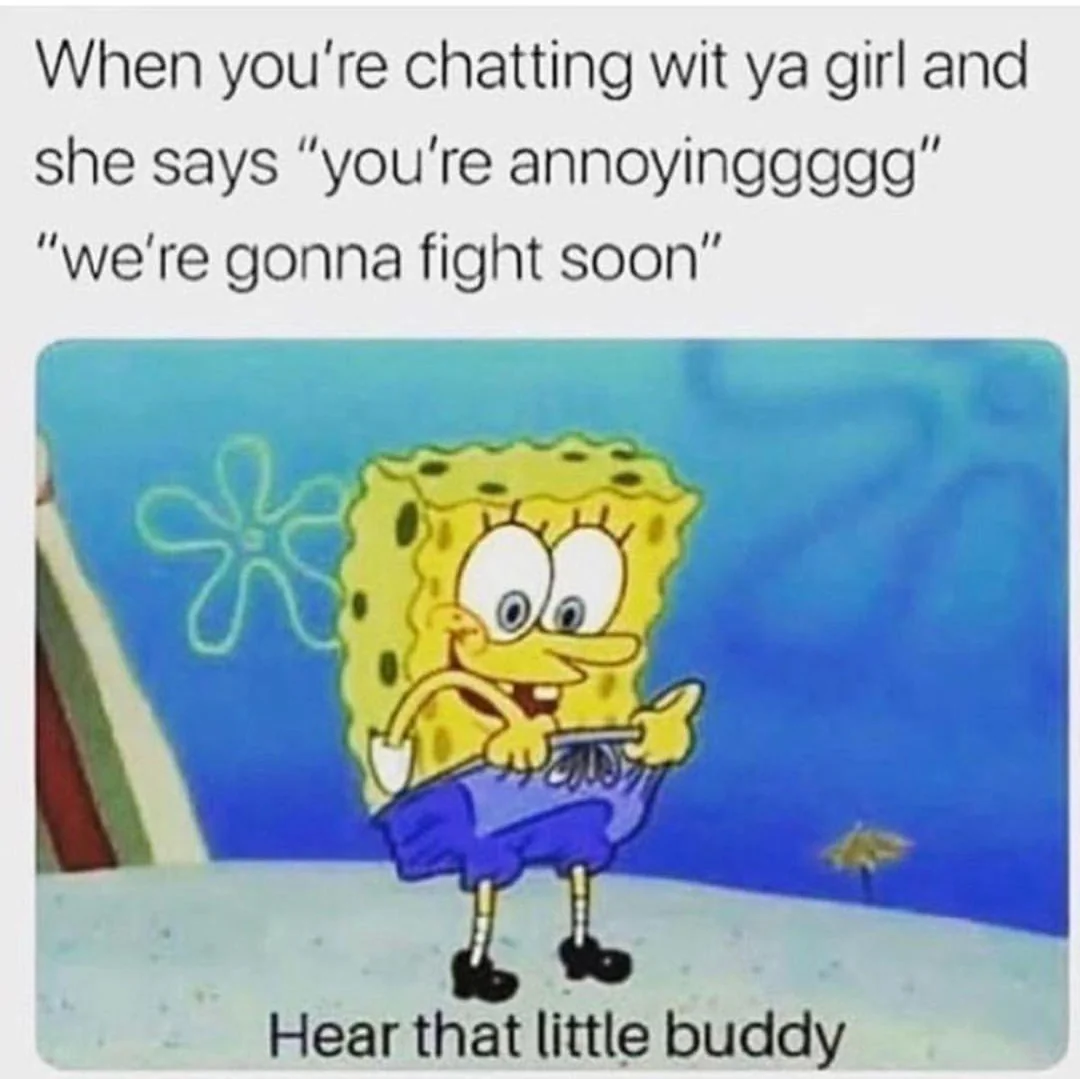 When you're chatting wit ya girl and
she says "you're annoyinggggg"
"we're gonna fight soon"
Hear that little buddy